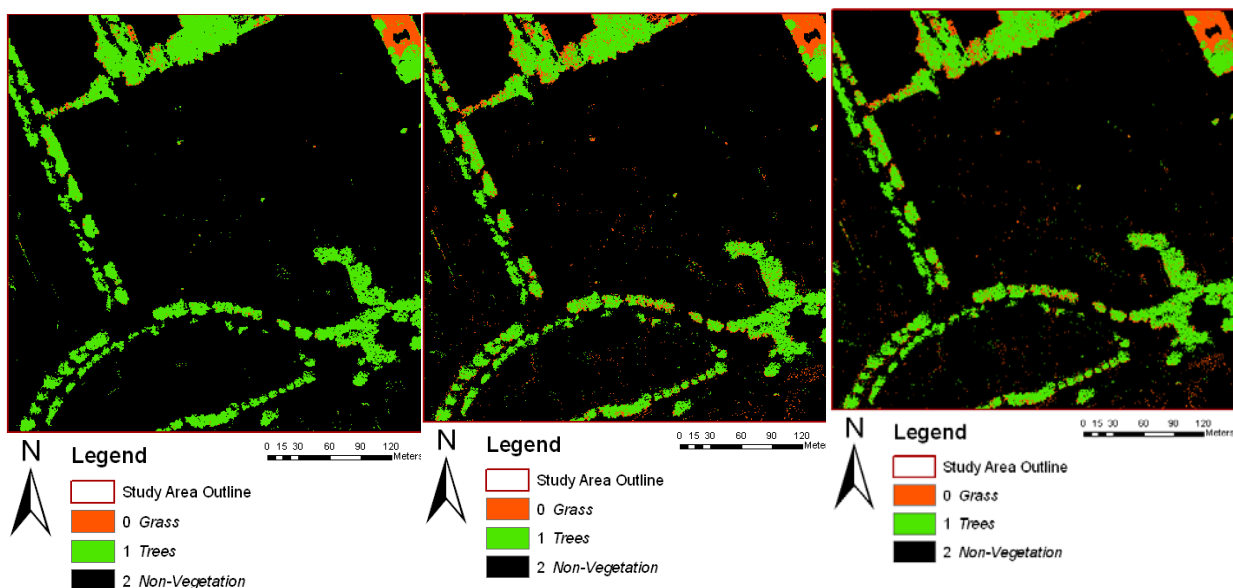 N
0 15 30 60 90 120
Meters
Legend
Study Area Outline
0 Grass
1 Trees
2 Non-Vegetation
N
0 15 30 60 90 120
Meters
Legend
Study Area Outline
0 Grass
1 Trees
2 Non-Vegetation
N
0 15 30 60 90 120
Meters
Legend
Study Area Outline
0 Grass
1 Trees
2 Non-Vegetation